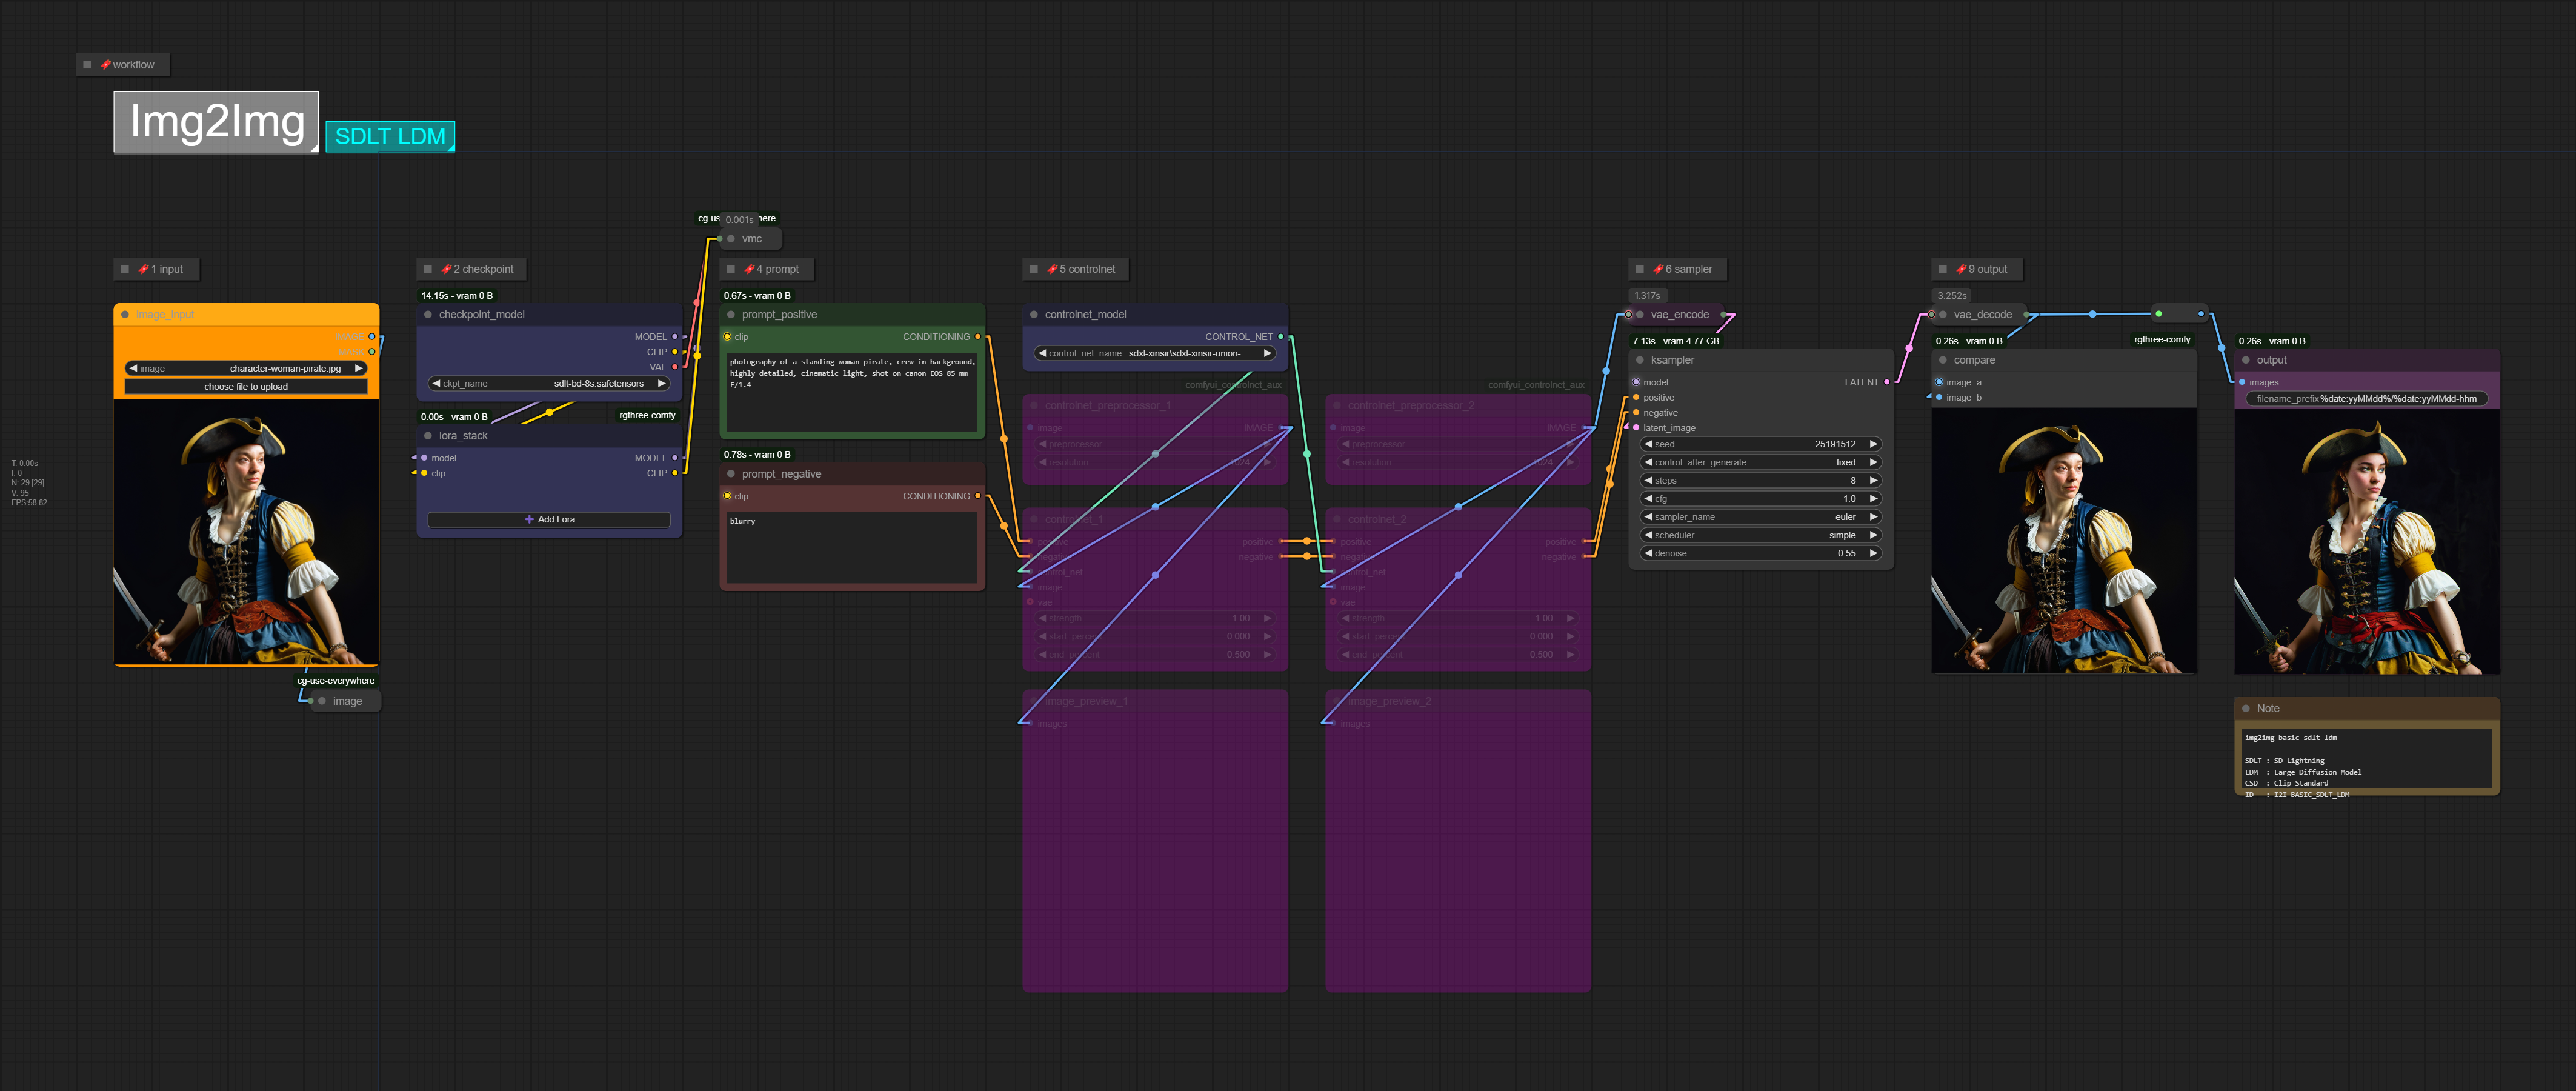 workflow
Img2Img
SDLT LDM
0.001s
vmc
1 input
2 checkpoint
4 prompt
5 controlnet
6 sampler
9 output
image_input
image
character-woman-pirate.jpg
choose file to upload
cg-use-everywhere
image
T: 0.00s
I: 0
N: 29 [29]
V: 95
FPS:58.82
14.15s - vram 0 B
checkpoint_model
MODEL
CLIP
VAE
ckpt_name
sdlt-bd-8s.safetensors
0.00s - vram 0 B
rgthree-comfy
lora_stack
model
MODEL
clip
CLIP
Add Lora
0.67s - vram 0 B
prompt_positive
clip
CONDITIONING
photography of a standing woman pirate, crew in background,
highly detailed, cinematic light, shot on canon EOS 85 mm
F/1.4
0.78s - vram 0 B
prompt_negative
clip
CONDITIONING
blurry
controlnet_model
CONTROL_NET
control_net_name
sdxl-xinsir\sdxl-xinsir-union-...
comfyui_controlnet_aux
controlnet_preprocessor_1
image
IMAGE
preprocessor
resolution
1024
controlnet_1
positive
positive
negative
negative
control_net
image
vae
strength
1.00
start_percent
0.000
end_percent
0.500
image_preview_1
images
comfyui_controlnet_aux
controlnet_preprocessor_2
image
IMAGE
preprocessor
resolution
1024
controlnet_2
positive
positive
negative
negative
control_net
image
vae
strength
1.00
start_percent
0.000
end_percent
0.500
image_preview_2
images
1.317s
vae_encode
7.13s - vram 4.77 GB
ksampler
model
LATENT
positive
negative
latent_image
seed
25191512
control_after_generate
fixed
steps
8
cfg
1.0
sampler_name
euler
scheduler
simple
denoise
0.55
3.252s
vae_decode
0.26s - vram 0 B
rgthree-comfy
compare
image_a
image_b
0.26s - vram 0 B
output
images
filename_prefix
%date:yyMMdd%/%date:yyMMdd-hhm
Note
img2img-basic-sdlt-ldm
==========================================================
SDLT : SD Lightning
LDM : Large Diffusion Model
CSD : Clip Standard
ID : I2I-BASIC_SDLT_LDM